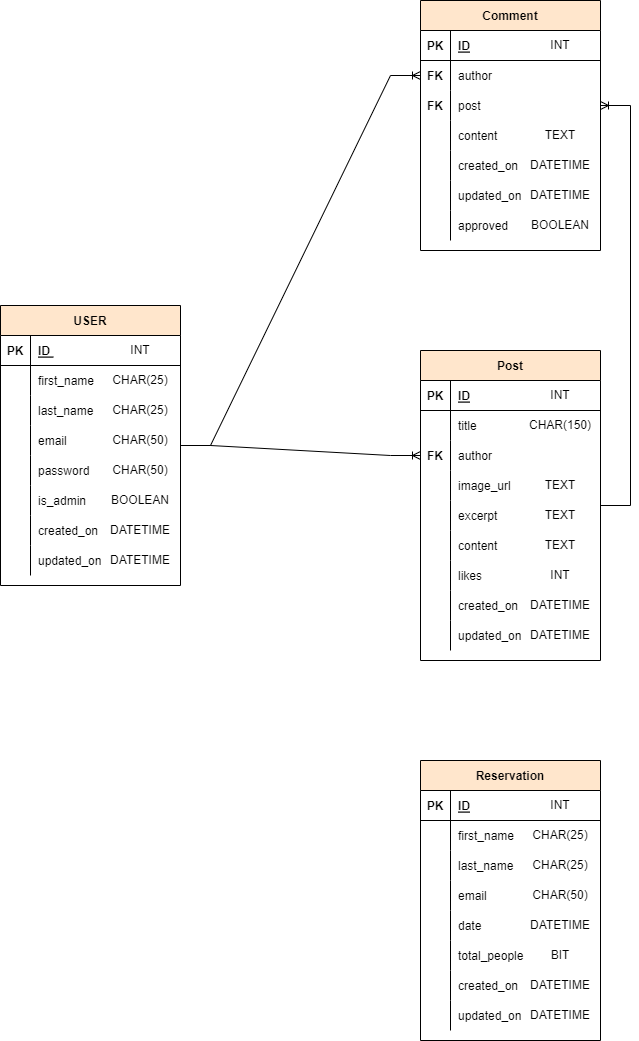 Comment
PK ID INT
FK author
FK post
content TEXT
created_on DATETIME
updated_on DATETIME
approved BOOLEAN
USER
PK ID INT
first_name CHAR(25)
last_name CHAR(25)
email CHAR(50)
password CHAR(50)
is_admin BOOLEAN
created_on DATETIME
updated_on DATETIME
Post
PK ID INT
title CHAR(150)
FK author
image_url TEXT
excerpt TEXT
content TEXT
likes INT
created_on DATETIME
updated_on DATETIME
Reservation
PK ID INT
first_name CHAR(25)
last_name CHAR(25)
email CHAR(50)
date DATETIME
total_people BIT
created_on DATETIME
updated_on DATETIME